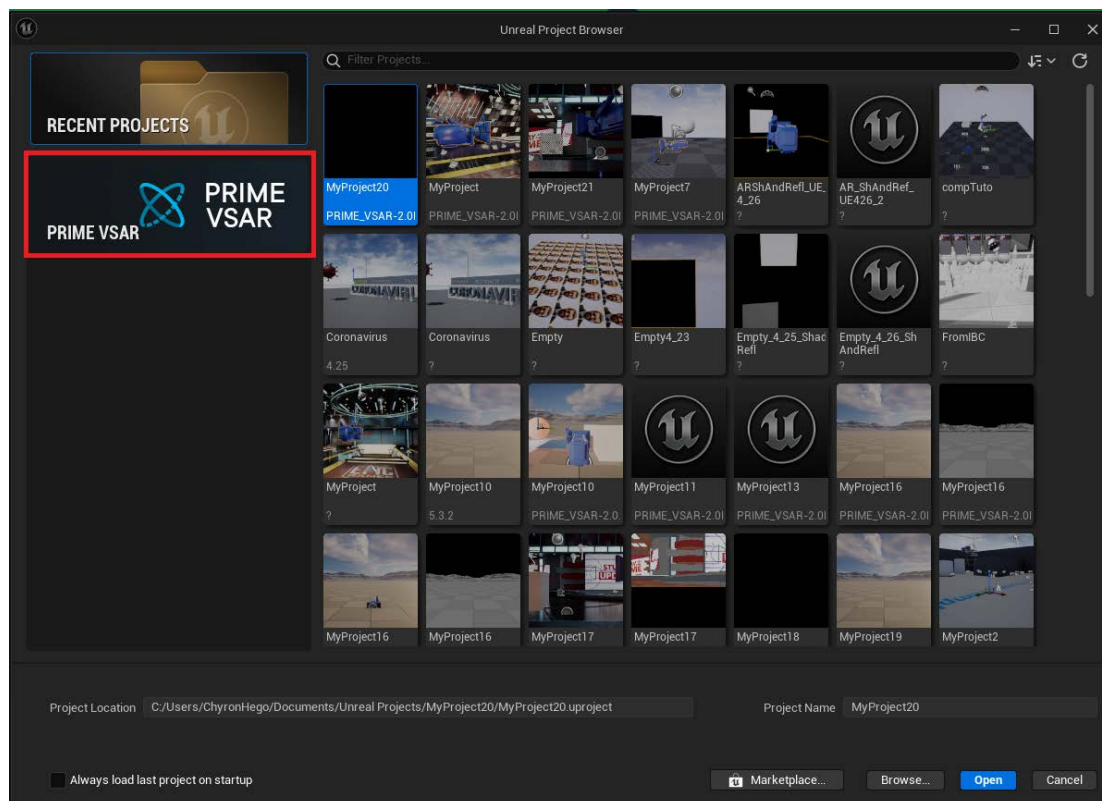 Unreal Project Browser
RECENT PROJECTS
PRIME
VSAR
PRIME VSAR
Filter Projects...
MyProject20
PRIME_VSAR-2.0I
MyProject
PRIME_VSAR-2.0I
MyProject21
PRIME_VSAR-2.0I
MyProject7
PRIME_VSAR-2.0I
ARShAndRefl_UE_
4_26
?
AR_ShAndRef_
UE426_2
?
compTuto
?
Coronavirus
4.25
Coronavirus
?
Empty
?
Empty4_23
?
Empty_4_25_Shad
Refl
?
Empty_4_26_Sh
AndRefl
?
FromIBC
?
MyProject
?
MyProject10
5.3.2
MyProject10
PRIME_VSAR-2.0.
MyProject11
PRIME_VSAR-2.0I
MyProject13
PRIME_VSAR-2.0I
MyProject16
PRIME_VSAR-2.0I
MyProject16
PRIME_VSAR-2.0I
MyProject16
MyProject16
MyProject17
MyProject17
MyProject18
MyProject19
MyProject2
Project Location C:/Users/ChyronHego/Documents/Unreal Projects/MyProject20/MyProject20.uproject
Project Name MyProject20
Always load last project on startup
Marketplace...
Browse...
Open
Cancel